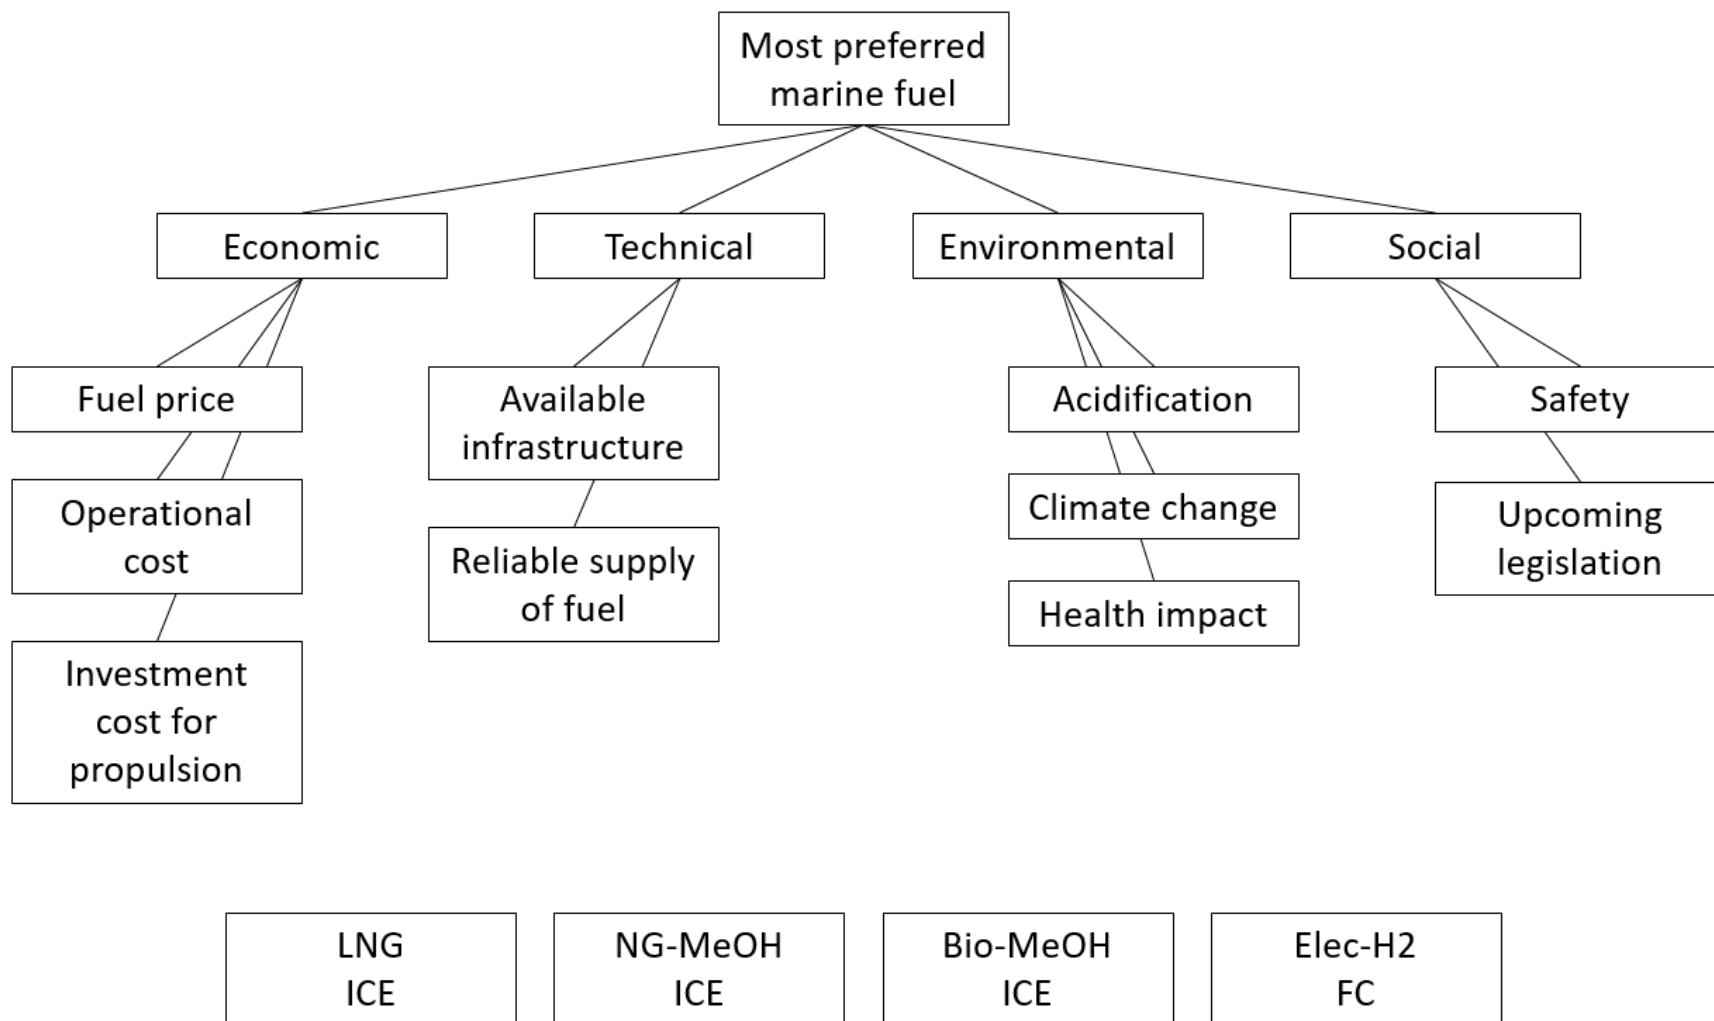 Most preferred
marine fuel
Economic
Technical
Environmental
Social
Fuel price
Operational
cost
Investment
cost for
propulsion
Available
infrastructure
Reliable supply
of fuel
Acidification
Climate change
Health impact
Safety
Upcoming
legislation
LNG
ICE
NG-MeOH
ICE
Bio-MeOH
ICE
Elec-H2
FC